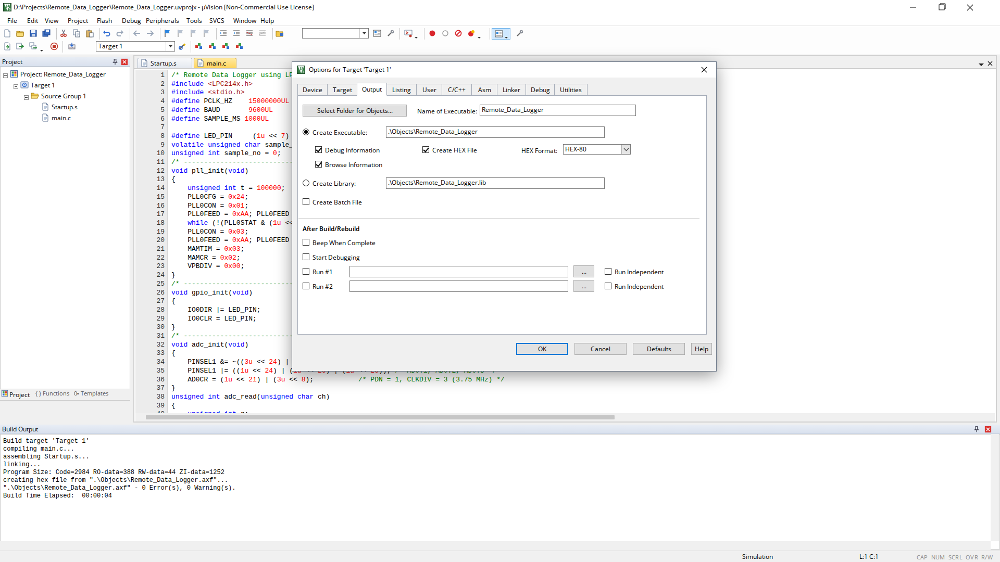 D:\Projects\Remote_Data_Logger\Remote_Data_Logger.uvprojx - µVision [Non-Commercial Use License]
File Edit View Project Flash Debug Peripherals Tools SVCS Window Help
Target 1
Project
Project: Remote_Data_Logger
Target 1
Source Group 1
Startup.s
main.c
Project { } Functions 0• Templates
Startup.s main.c
1 /* Remote Data Logger using LP
2 #include <LPC214x.h>
3 #include <stdio.h>
4 #define PCLK_HZ 15000000UL
5 #define BAUD 9600UL
6 #define SAMPLE_MS 1000UL
7
8 #define LED_PIN (1u << 7)
9 volatile unsigned char sample_
10 unsigned int sample_no = 0;
11 /* ---------------------------
12 void pll_init(void)
13 {
14 unsigned int t = 100000;
15 PLL0CFG = 0x24;
16 PLL0CON = 0x01;
17 PLL0FEED = 0xAA; PLL0FEED
18 while (!(PLL0STAT & (1u <<
19 PLL0CON = 0x03;
20 PLL0FEED = 0xAA; PLL0FEED
21 MAMTIM = 0x03;
22 MAMCR = 0x02;
23 VPBDIV = 0x00;
24 }
25 /* ---------------------------
26 void gpio_init(void)
27 {
28 IO0DIR |= LED_PIN;
29 IO0CLR = LED_PIN;
30 }
31 /* ---------------------------
32 void adc_init(void)
33 {
34 PINSEL1 &= ~((3u << 24) |
35 PINSEL1 |= ((1u << 24) | (1u << 26) | (1u << 28)); /* AD0.1, AD0.2, AD0.3 */
36 AD0CR = (1u << 21) | (3u << 8); /* PDN = 1, CLKDIV = 3 (3.75 MHz) */
37 }
38 unsigned int adc_read(unsigned char ch)
39 {
40 unsigned int r;
Options for Target 'Target 1'
Device Target Output Listing User C/C++ Asm Linker Debug Utilities
Select Folder for Objects... Name of Executable: Remote_Data_Logger
Create Executable: .\Objects\Remote_Data_Logger
Debug Information Create HEX File HEX Format: HEX-80
Browse Information
Create Library: .\Objects\Remote_Data_Logger.lib
Create Batch File
After Build/Rebuild
Beep When Complete
Start Debugging
Run #1 ... Run Independent
Run #2 ... Run Independent
OK Cancel Defaults Help
Build Output
Build target 'Target 1'
compiling main.c...
assembling Startup.s...
linking...
Program Size: Code=2984 RO-data=388 RW-data=44 ZI-data=1252
creating hex file from ".\Objects\Remote_Data_Logger.axf"...
".\Objects\Remote_Data_Logger.axf" - 0 Error(s), 0 Warning(s).
Build Time Elapsed: 00:00:04
Simulation L:1 C:1 CAP NUM SCRL OVR R/W